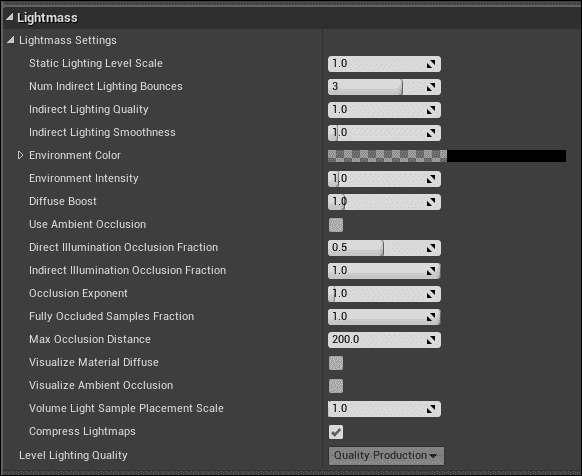 Lightmass
Lightmass Settings
Static Lighting Level Scale 1.0
Num Indirect Lighting Bounces 3
Indirect Lighting Quality 1.0
Indirect Lighting Smoothness 1.0
Environment Color
Environment Intensity 1.0
Diffuse Boost 1.0
Use Ambient Occlusion
Direct Illumination Occlusion Fraction 0.5
Indirect Illumination Occlusion Fraction 1.0
Occlusion Exponent 1.0
Fully Occluded Samples Fraction 1.0
Max Occlusion Distance 200.0
Visualize Material Diffuse
Visualize Ambient Occlusion
Volume Light Sample Placement Scale 1.0
Compress Lightmaps
Level Lighting Quality Quality Production